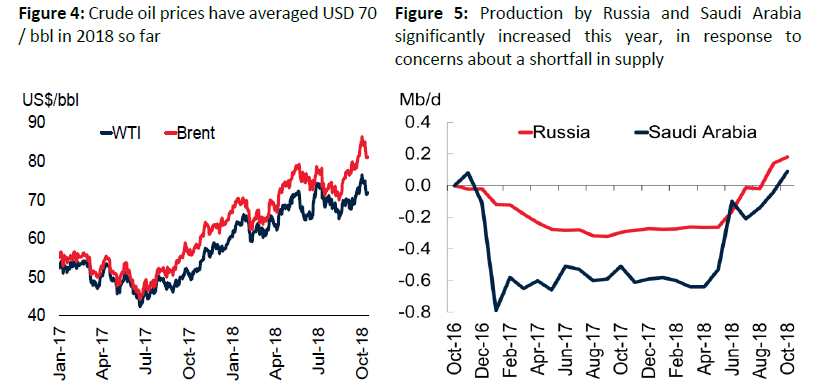 Figure 4: Crude oil prices have averaged USD 70
/ bbl in 2018 so far
US$/bbl
WTI
Brent
90
80
70
60
50
40
Jan-17
Apr-17
Jul-17
Oct-17
Jan-18
Apr-18
Jul-18
Oct-18
Figure 5: Production by Russia and Saudi Arabia
significantly increased this year, in response to
concerns about a shortfall in supply
Mb/d
Russia
Saudi Arabia
0.4
0.2
0.0
-0.2
-0.4
-0.6
-0.8
Oct-16
Dec-16
Feb-17
Apr-17
Jun-17
Aug-17
Oct-17
Dec-17
Feb-18
Apr-18
Jun-18
Aug-18
Oct-18